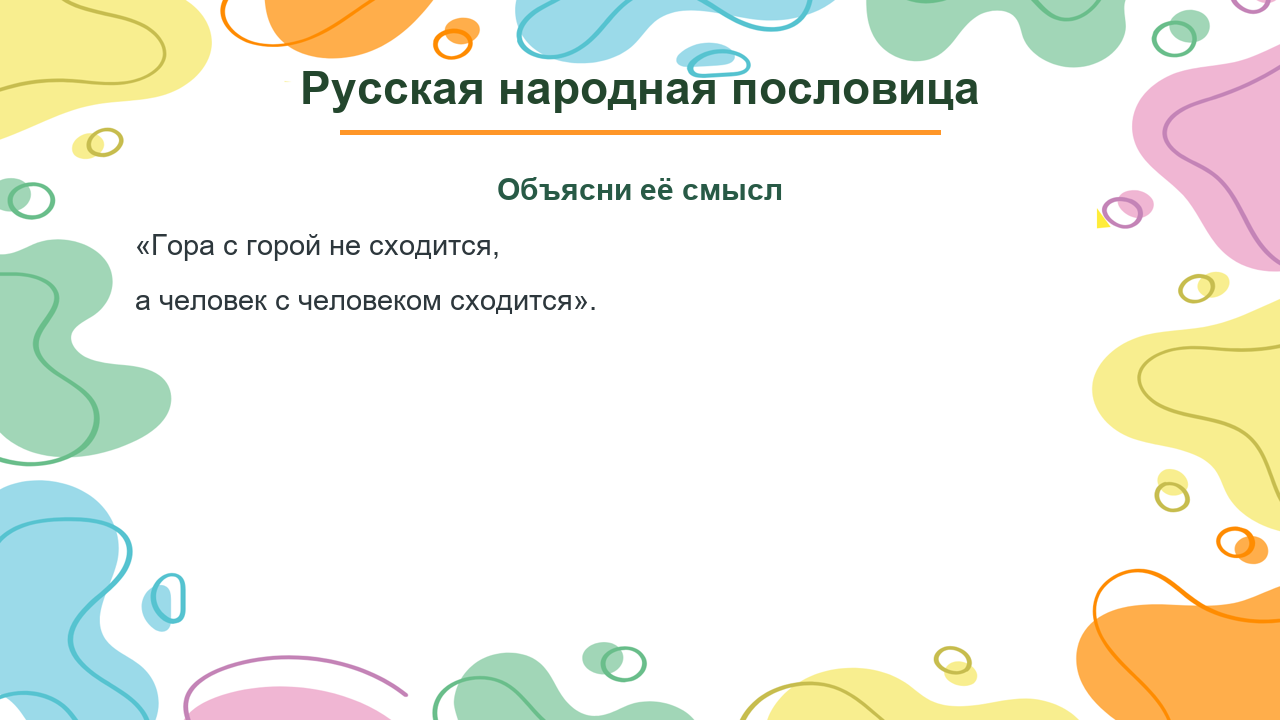 Русская народная пословица
Объясни её смысл
«Гора с горой не сходится,
а человек с человеком сходится».